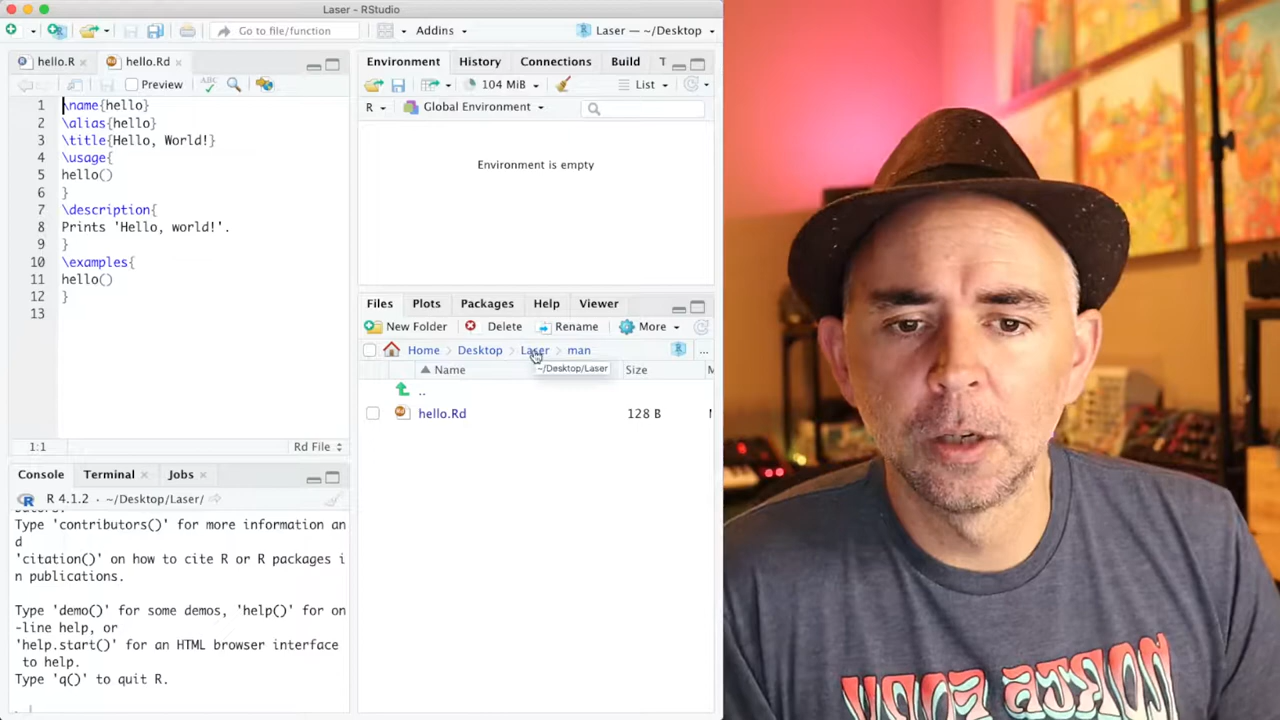 Laser - RStudio
Go to file/function
Addins
Laser — ~/Desktop
hello.R
hello.Rd
Preview
ABC
1 \name{hello}
2 \alias{hello}
3 \title{Hello, World!}
4 \usage{
5 hello()
6 }
7 \description{
8 Prints 'Hello, world!'.
9 }
10 \examples{
11 hello()
12 }
13
1:1
Rd File
Console
Terminal
Jobs
R 4.1.2 · ~/Desktop/Laser/
Type 'contributors()' for more information an
d
'citation()' on how to cite R or R packages i
n publications.
Type 'demo()' for some demos, 'help()' for on
-line help, or
'help.start()' for an HTML browser interface
to help.
Type 'q()' to quit R.
Environment
History
Connections
Build
T
104 MiB
List
R
Global Environment
Environment is empty
Files
Plots
Packages
Help
Viewer
New Folder
Delete
Rename
More
Home
Desktop
Laser
man
...
~/Desktop/Laser
Name
Size
M
..
hello.Rd
128 B